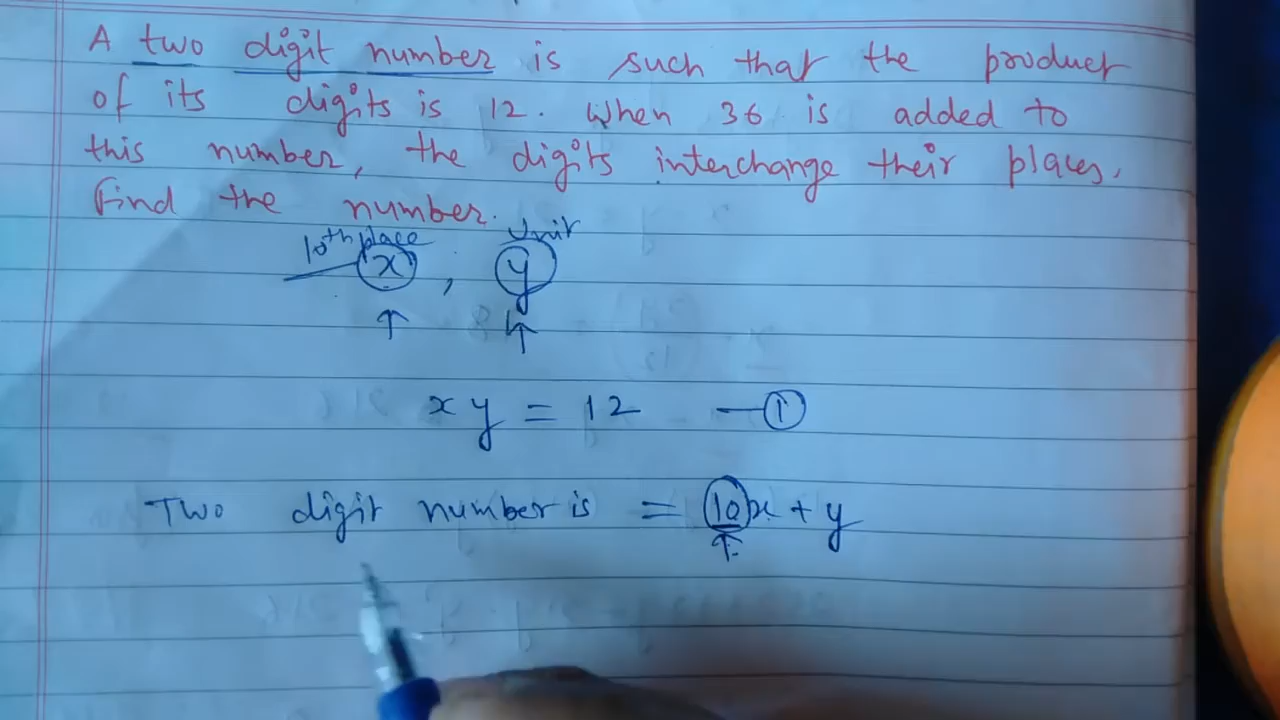 A two digit number is such that the product
of its digits is 12. When 36 is added to
this number, the digits interchange their places.
Find the number.
10th place Unit
x , y
xy = 12 — 1
Two digit number is = 10x + y